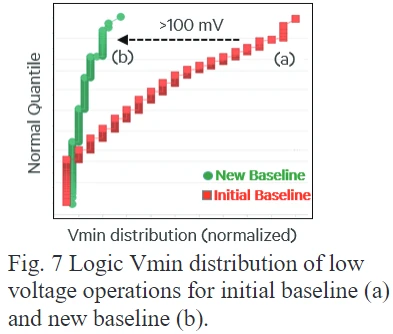 >100 mV
(b)
(a)
Normal Quantile
New Baseline
Initial Baseline
Vmin distribution (normalized)
Fig. 7 Logic Vmin distribution of low
voltage operations for initial baseline (a)
and new baseline (b).